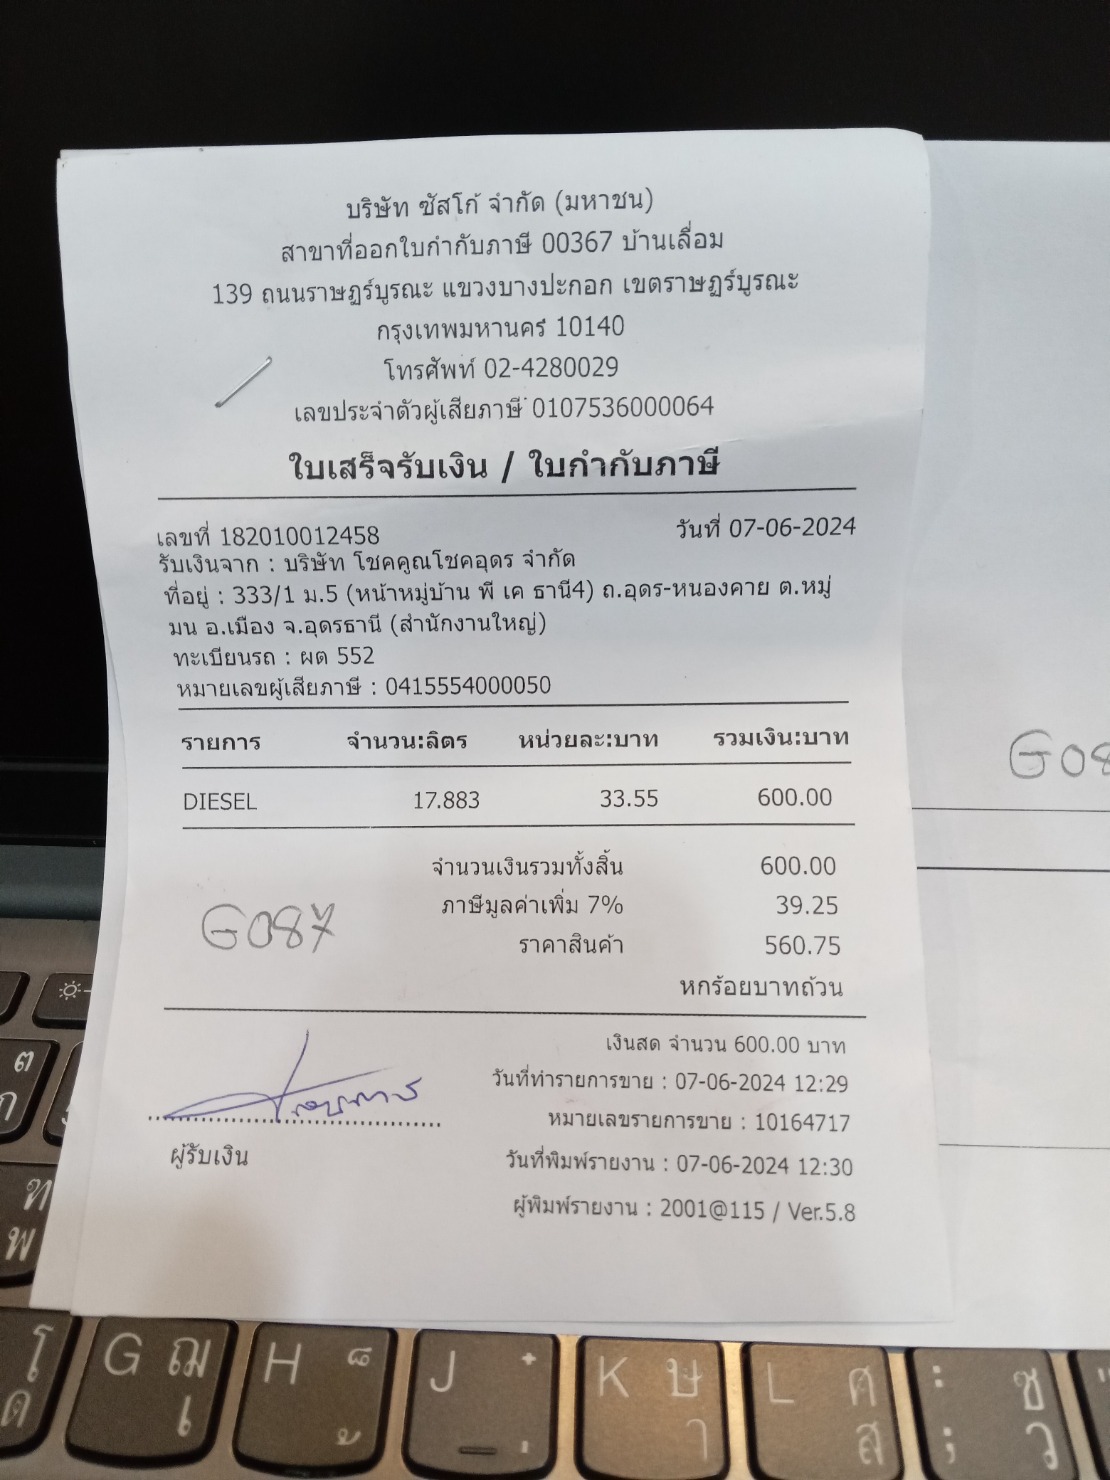 บริษัท ซัสโก้ จำกัด (มหาชน)
สาขาที่ออกใบกำกับภาษี 00367 บ้านเลื่อม
139 ถนนราษฎร์บูรณะ แขวงบางปะกอก เขตราษฎร์บูรณะ
กรุงเทพมหานคร 10140
โทรศัพท์ 02-4280029
เลขประจำตัวผู้เสียภาษี 0107536000064
ใบเสร็จรับเงิน / ใบกำกับภาษี
เลขที่ 182010012458 วันที่ 07-06-2024
รับเงินจาก : บริษัท โชคคูณโชคอุดร จำกัด
ที่อยู่ : 333/1 ม.5 (หน้าหมู่บ้าน พี เค ธานี4) ถ.อุดร-หนองคาย ต.หมู่
มน อ.เมือง จ.อุดรธานี (สำนักงานใหญ่)
ทะเบียนรถ : ผต 552
หมายเลขผู้เสียภาษี : 0415554000050
รายการ จำนวน:ลิตร หน่วยละ:บาท รวมเงิน:บาท
DIESEL 17.883 33.55 600.00
จำนวนเงินรวมทั้งสิ้น 600.00
ภาษีมูลค่าเพิ่ม 7% 39.25
G087
ราคาสินค้า 560.75
หกร้อยบาทถ้วน
เงินสด จำนวน 600.00 บาท
วันที่ทำรายการขาย : 07-06-2024 12:29
หมายเลขรายการขาย : 10164717
ผู้รับเงิน
วันที่พิมพ์รายงาน : 07-06-2024 12:30
ผู้พิมพ์รายงาน : 2001@115 / Ver.5.8
G08
ต
ก
ฑ
พ
โ
ด
G ฌ
เ
H ็
้
J ๋
่
K ษ
า
L ศ
ส
: ซ
; ว